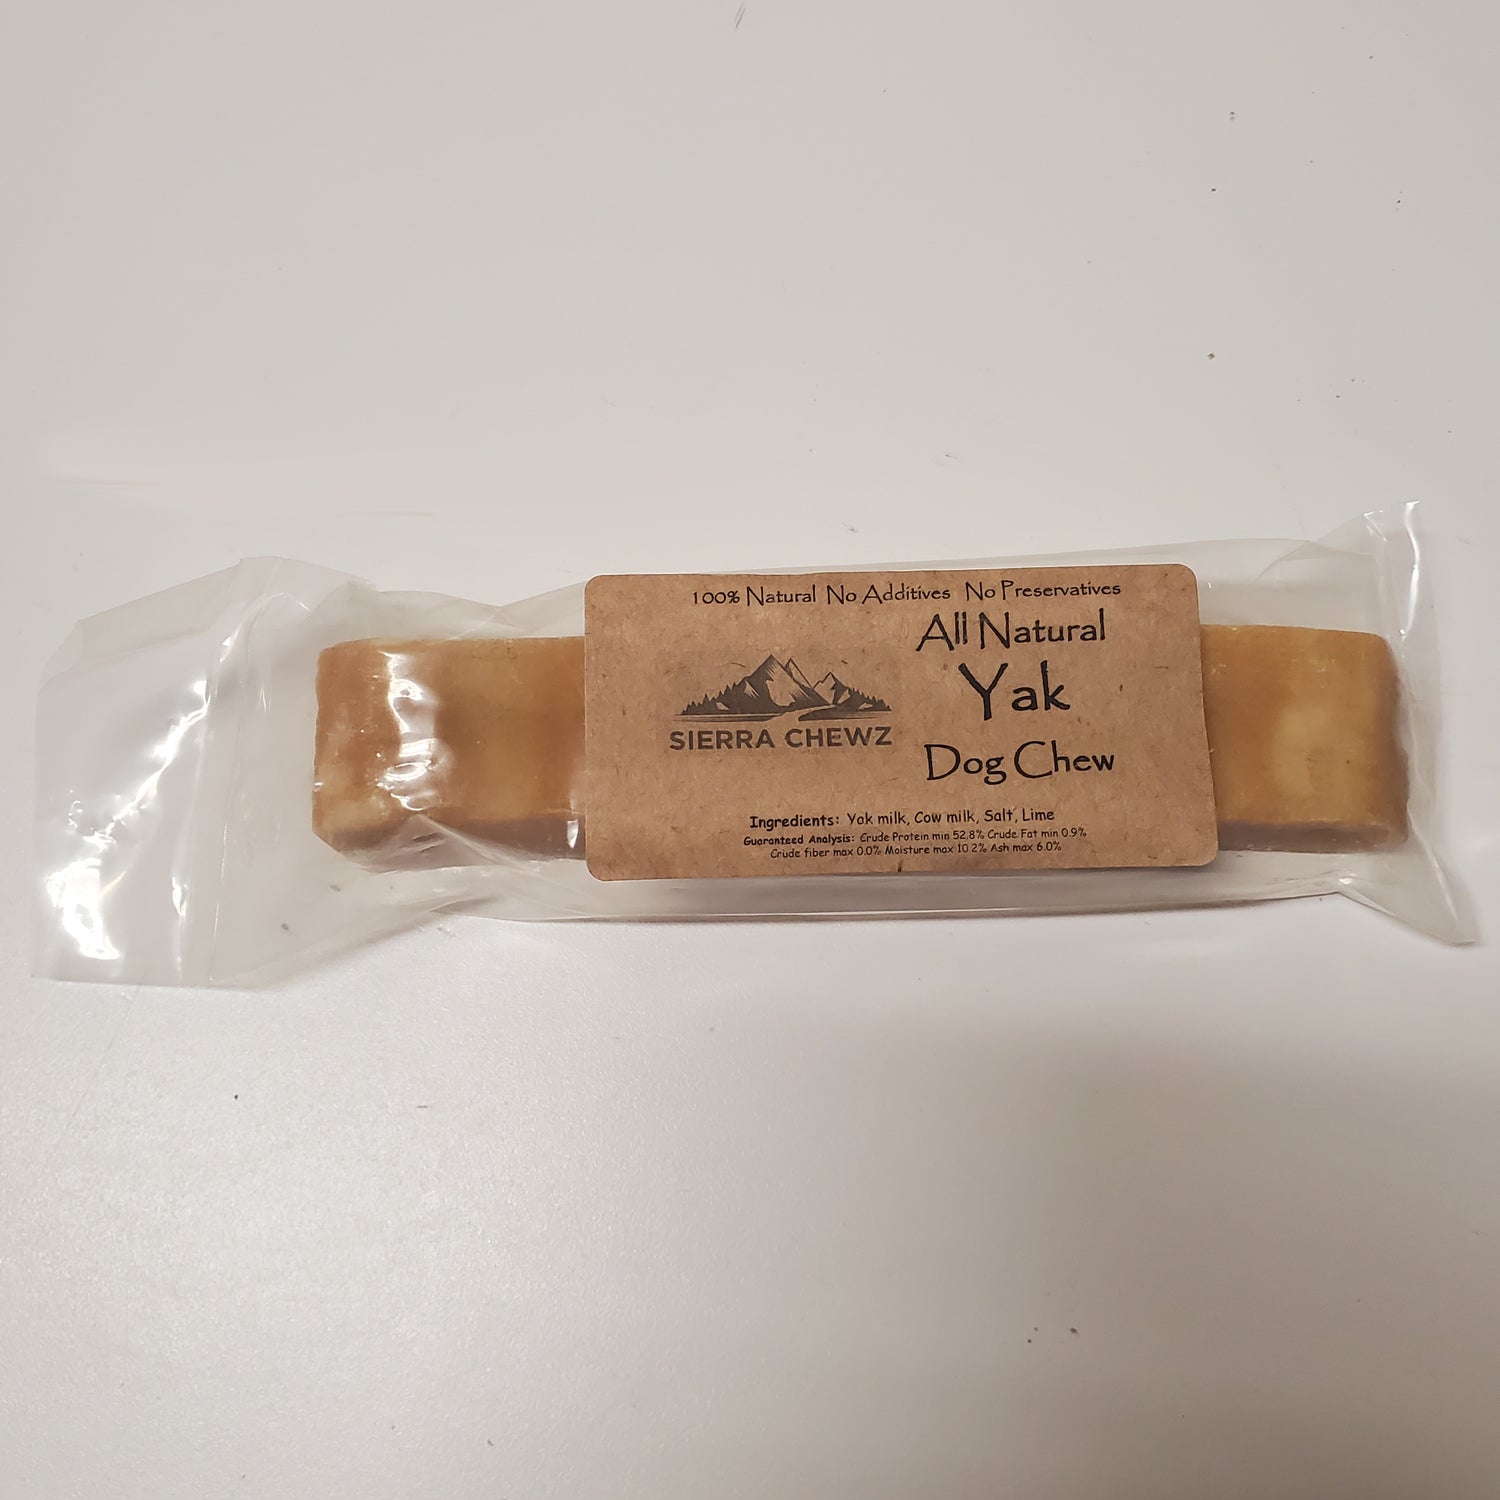 100% Natural No Additives No Preservatives
All Natural
Yak
Dog Chew
SIERRA CHEWZ
Ingredients: Yak milk, Cow milk, Salt, Lime
Guaranteed Analysis: Crude Protein min 52.8% Crude Fat min 0.9%
Crude fiber max 0.0% Moisture max 10.2% Ash max 6.0%